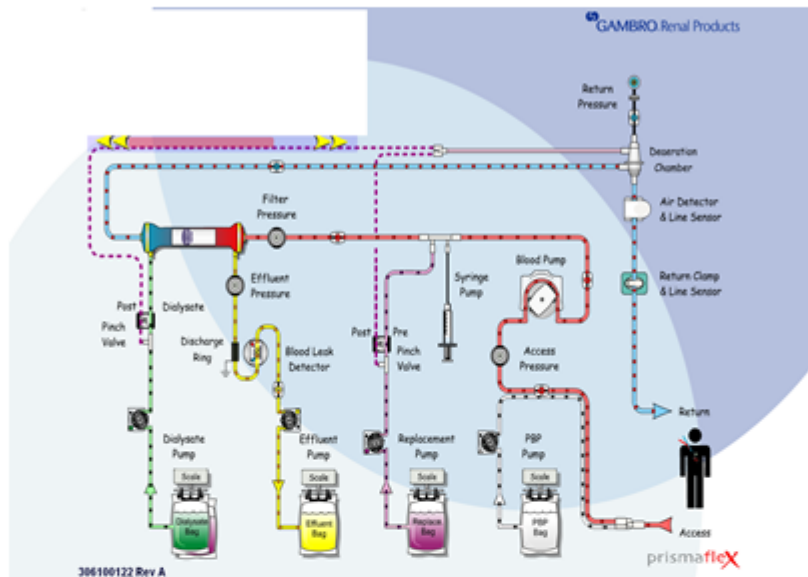 GAMBRO Renal Products
Return
Pressure
Deaeration
Chamber
Filter
Pressure
Air Detector
& Line Sensor
Effluent
Pressure
Syringe
Pump
Blood Pump
Return Clamp
& Line Sensor
Post
Dialysate
Pinch
Valve
Discharge
Ring
Blood Leak
Detector
Post
Pre
Pinch
Valve
Access
Pressure
Return
Dialysate
Pump
Effluent
Pump
Replacement
Pump
PBP
Pump
Scale
Scale
Scale
Scale
Dialysate
Bag
Effluent
Bag
Replace.
Bag
PBP
Bag
Access
prismaflex
306100122 Rev A